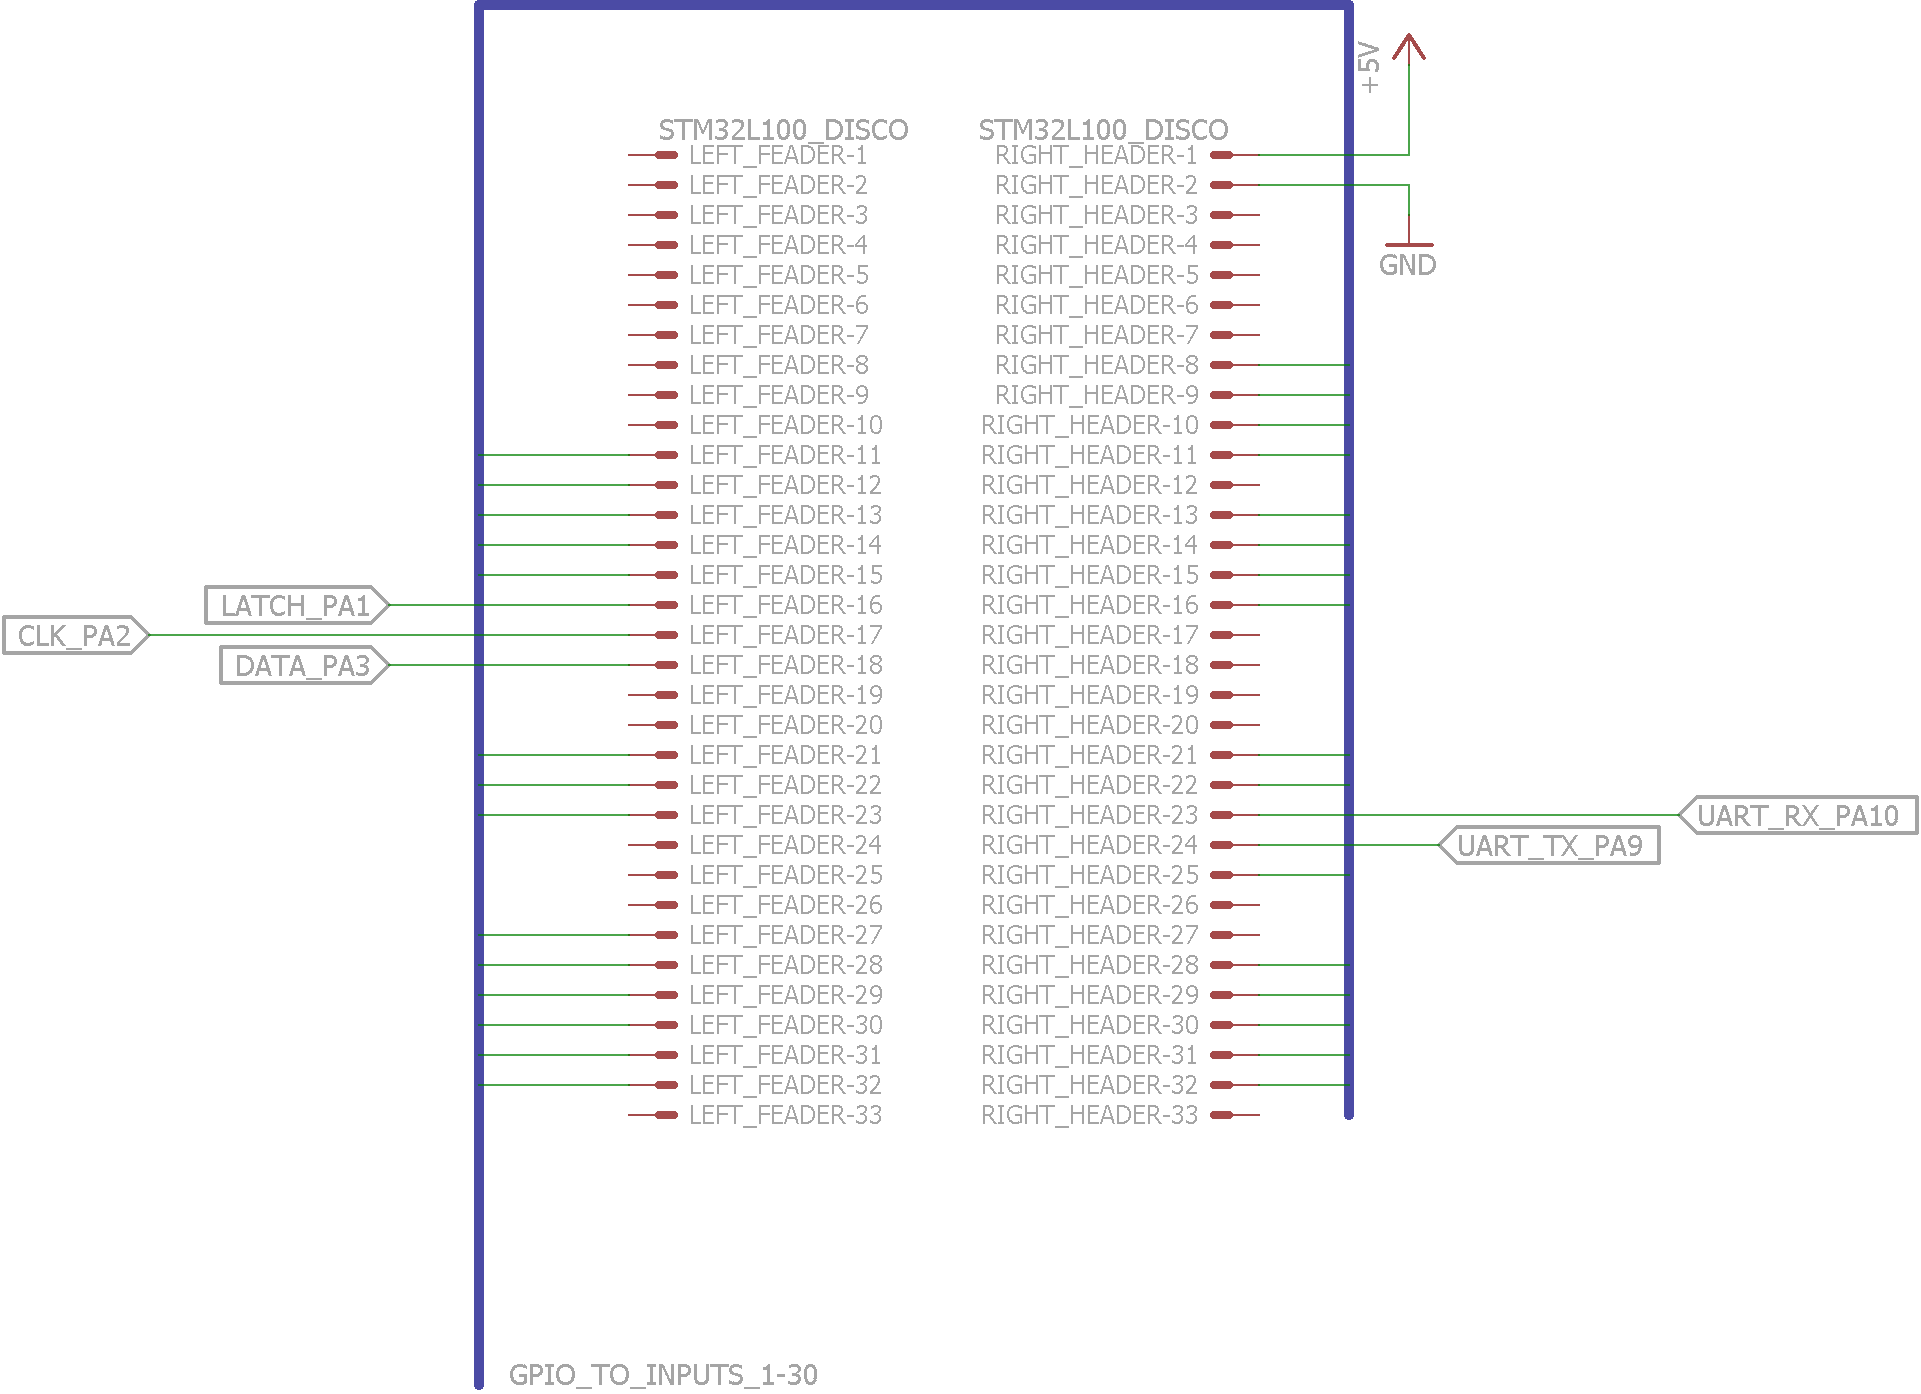 +5V
STM32L100_DISCO STM32L100_DISCO
LEFT_FEADER-1 RIGHT_HEADER-1
LEFT_FEADER-2 RIGHT_HEADER-2
LEFT_FEADER-3 RIGHT_HEADER-3
LEFT_FEADER-4 RIGHT_HEADER-4
GND
LEFT_FEADER-5 RIGHT_HEADER-5
LEFT_FEADER-6 RIGHT_HEADER-6
LEFT_FEADER-7 RIGHT_HEADER-7
LEFT_FEADER-8 RIGHT_HEADER-8
LEFT_FEADER-9 RIGHT_HEADER-9
LEFT_FEADER-10 RIGHT_HEADER-10
LEFT_FEADER-11 RIGHT_HEADER-11
LEFT_FEADER-12 RIGHT_HEADER-12
LEFT_FEADER-13 RIGHT_HEADER-13
LEFT_FEADER-14 RIGHT_HEADER-14
LEFT_FEADER-15 RIGHT_HEADER-15
LATCH_PA1 LEFT_FEADER-16 RIGHT_HEADER-16
CLK_PA2 LEFT_FEADER-17 RIGHT_HEADER-17
DATA_PA3 LEFT_FEADER-18 RIGHT_HEADER-18
LEFT_FEADER-19 RIGHT_HEADER-19
LEFT_FEADER-20 RIGHT_HEADER-20
LEFT_FEADER-21 RIGHT_HEADER-21
LEFT_FEADER-22 RIGHT_HEADER-22
LEFT_FEADER-23 RIGHT_HEADER-23 UART_RX_PA10
LEFT_FEADER-24 RIGHT_HEADER-24 UART_TX_PA9
LEFT_FEADER-25 RIGHT_HEADER-25
LEFT_FEADER-26 RIGHT_HEADER-26
LEFT_FEADER-27 RIGHT_HEADER-27
LEFT_FEADER-28 RIGHT_HEADER-28
LEFT_FEADER-29 RIGHT_HEADER-29
LEFT_FEADER-30 RIGHT_HEADER-30
LEFT_FEADER-31 RIGHT_HEADER-31
LEFT_FEADER-32 RIGHT_HEADER-32
LEFT_FEADER-33 RIGHT_HEADER-33
GPIO_TO_INPUTS_1-30